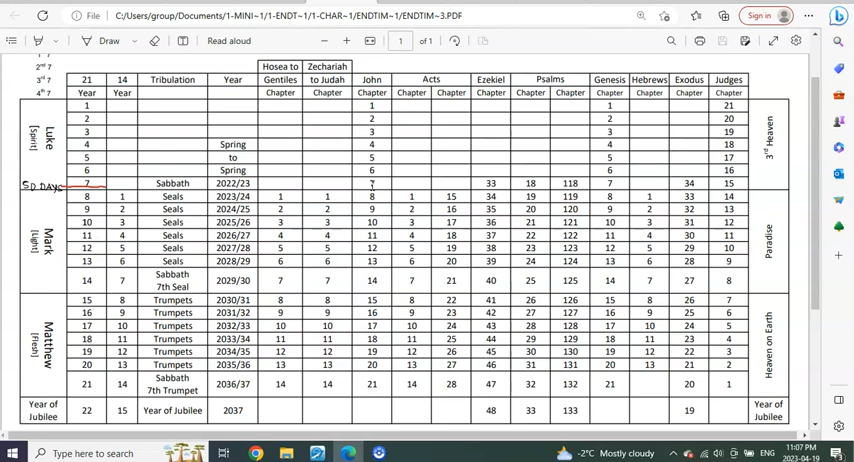 File C:/Users/group/Documents/1-MINI~1/1-ENDT~1/1-CHAR~1/ENDTIM~1/ENDTIM~3.PDF
Sign in
Draw Read aloud 1 of 1
2nd 7 Hosea to Zechariah
3rd 7 21 14 Tribulation Year Gentiles to Judah John Acts Ezekiel Psalms Genesis Hebrews Exodus Judges
4th 7 Year Year Chapter Chapter Chapter Chapter Chapter Chapter Chapter Chapter Chapter Chapter Chapter Chapter
1 1 1 21
2 2 2 20
3 3 3 19
4 Spring 4 4 18
5 to 5 5 17
6 Spring 6 6 16
50 DAYS 7 Sabbath 2022/23 7 33 18 118 7 34 15
Luke
[Spirit]
3rd Heaven
8 1 Seals 2023/24 1 1 8 1 15 34 19 119 8 1 33 14
9 2 Seals 2024/25 2 2 9 2 16 35 20 120 9 2 32 13
10 3 Seals 2025/26 3 3 10 3 17 36 21 121 10 3 31 12
11 4 Seals 2026/27 4 4 11 4 18 37 22 122 11 4 30 11
12 5 Seals 2027/28 5 5 12 5 19 38 23 123 12 5 29 10
13 6 Seals 2028/29 6 6 13 6 20 39 24 124 13 6 28 9
14 7 Sabbath 7th Seal 2029/30 7 7 14 7 21 40 25 125 14 7 27 8
Mark
[Light]
Paradise
15 8 Trumpets 2030/31 8 8 15 8 22 41 26 126 15 8 26 7
16 9 Trumpets 2031/32 9 9 16 9 23 42 27 127 16 9 25 6
17 10 Trumpets 2032/33 10 10 17 10 24 43 28 128 17 10 24 5
18 11 Trumpets 2033/34 11 11 18 11 25 44 29 129 18 11 23 4
19 12 Trumpets 2034/35 12 12 19 12 26 45 30 130 19 12 22 3
20 13 Trumpets 2035/36 13 13 20 13 27 46 31 131 20 13 21 2
21 14 Sabbath 7th Trumpet 2036/37 14 14 21 14 28 47 32 132 21 20 1
Matthew
[Flesh]
Heaven on Earth
Year of Jubilee 22 15 Year of Jubilee 2037 48 33 133 19 Year of Jubilee
Type here to search
-2°C Mostly cloudy ENG 11:07 PM 2023-04-19